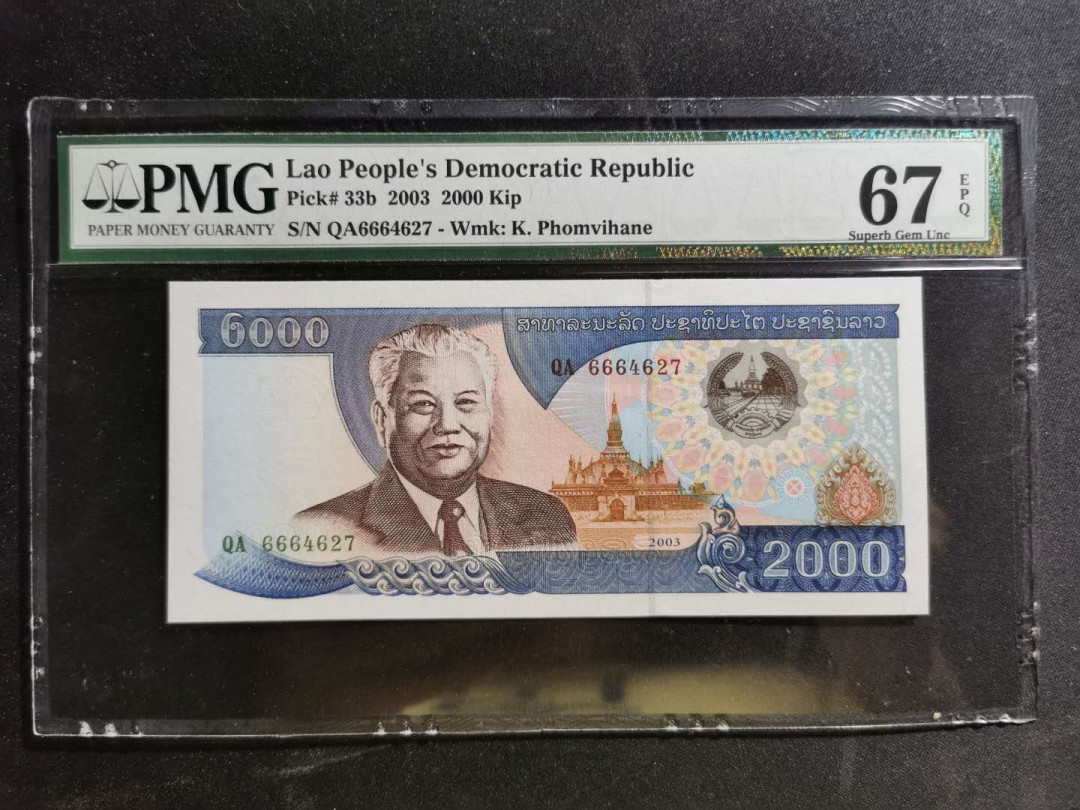 PMG
PAPER MONEY GUARANTY
Lao People's Democratic Republic
Pick# 33b 2003 2000 Kip
S/N QA6664627 - Wmk: K. Phomvihane
67
EPQ
Superb Gem Unc
໒໐໐໐
ສາທາລະນະລັດ ປະຊາທິປະໄຕ ປະຊາຊົນລາວ
QA 6664627
QA 6664627
2003
2000